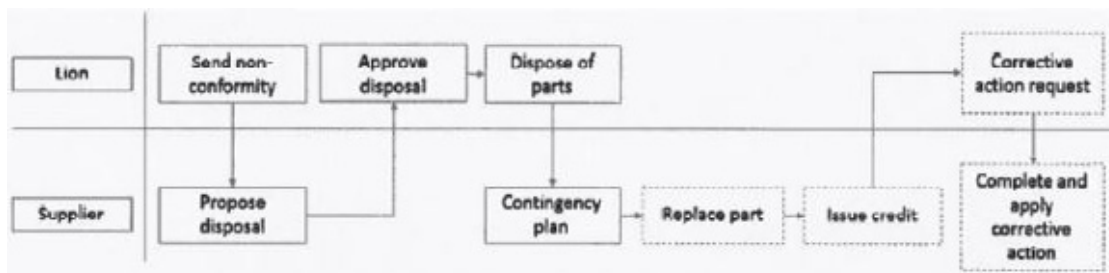 Lion
Send non-
conformity
Approve
disposal
Dispose of
parts
Corrective
action request
Supplier
Propose
disposal
Contingency
plan
Replace part
Issue credit
Complete and
apply
corrective
action